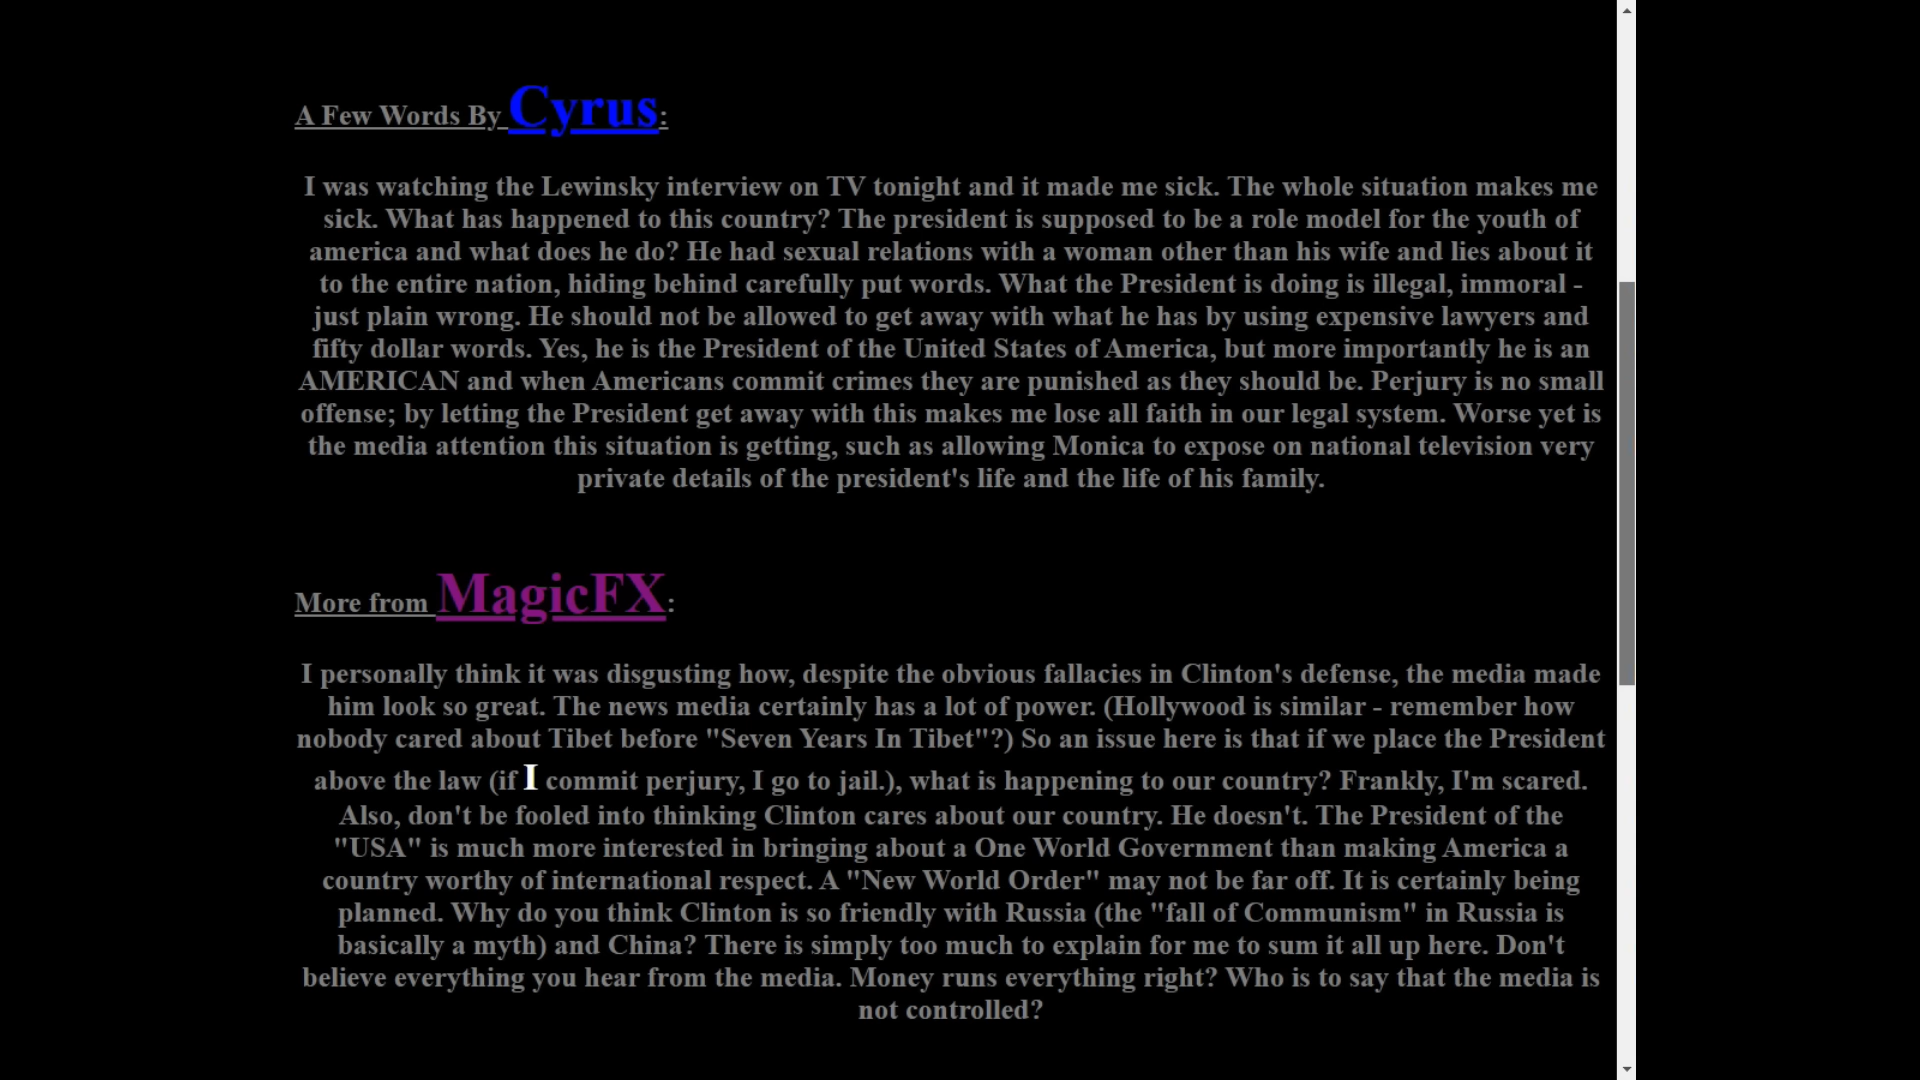 A Few Words By Cyrus:
I was watching the Lewinsky interview on TV tonight and it made me sick. The whole situation makes me
sick. What has happened to this country? The president is supposed to be a role model for the youth of
america and what does he do? He had sexual relations with a woman other than his wife and lies about it
to the entire nation, hiding behind carefully put words. What the President is doing is illegal, immoral -
just plain wrong. He should not be allowed to get away with what he has by using expensive lawyers and
fifty dollar words. Yes, he is the President of the United States of America, but more importantly he is an
AMERICAN and when Americans commit crimes they are punished as they should be. Perjury is no small
offense; by letting the President get away with this makes me lose all faith in our legal system. Worse yet is
the media attention this situation is getting, such as allowing Monica to expose on national television very
private details of the president's life and the life of his family.
More from MagicFX:
I personally think it was disgusting how, despite the obvious fallacies in Clinton's defense, the media made
him look so great. The news media certainly has a lot of power. (Hollywood is similar - remember how
nobody cared about Tibet before "Seven Years In Tibet"?) So an issue here is that if we place the President
above the law (if I commit perjury, I go to jail.), what is happening to our country? Frankly, I'm scared.
Also, don't be fooled into thinking Clinton cares about our country. He doesn't. The President of the
"USA" is much more interested in bringing about a One World Government than making America a
country worthy of international respect. A "New World Order" may not be far off. It is certainly being
planned. Why do you think Clinton is so friendly with Russia (the "fall of Communism" in Russia is
basically a myth) and China? There is simply too much to explain for me to sum it all up here. Don't
believe everything you hear from the media. Money runs everything right? Who is to say that the media is
not controlled?